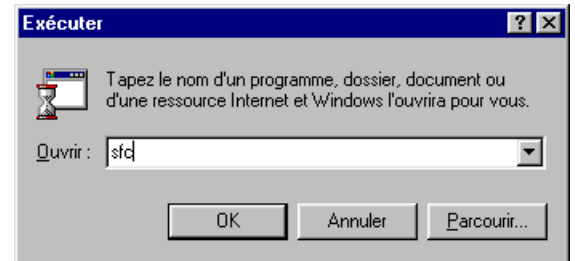 Exécuter
Tapez le nom d'un programme, dossier, document ou
d'une ressource Internet et Windows l'ouvrira pour vous.
Ouvrir : sfc
OK Annuler Parcourir...